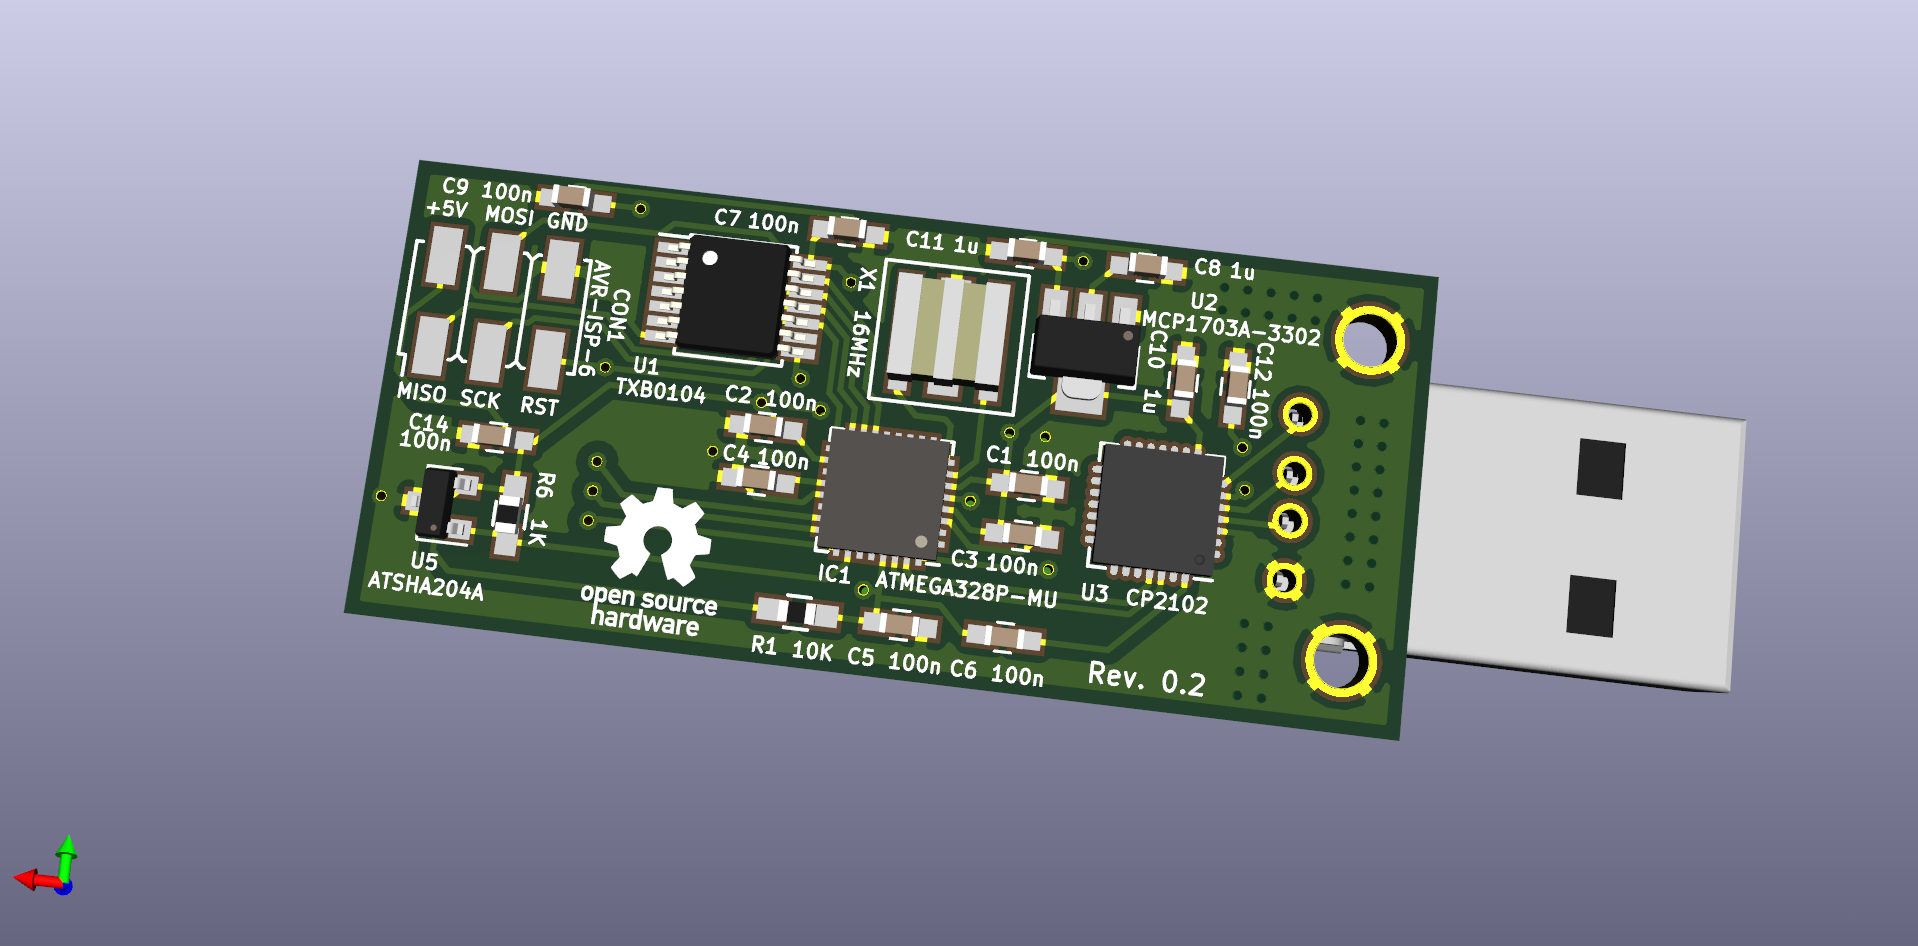 C9 100n
+5V MOSI GND
AVR-ISP-6
CON1
MISO SCK RST
C7 100n
U1
TXB0104
C11 1u
C8 1u
X1 16MHz
U2
MCP1703A-3302
C10 1u
C12 100n
C2 100n
C4 100n
C14
100n
R6 1K
U5
ATSHA204A
open source
hardware
IC1 ATMEGA328P-MU
C1 100n
C3 100n
U3 CP2102
R1 10K
C5 100n
C6 100n
Rev. 0.2